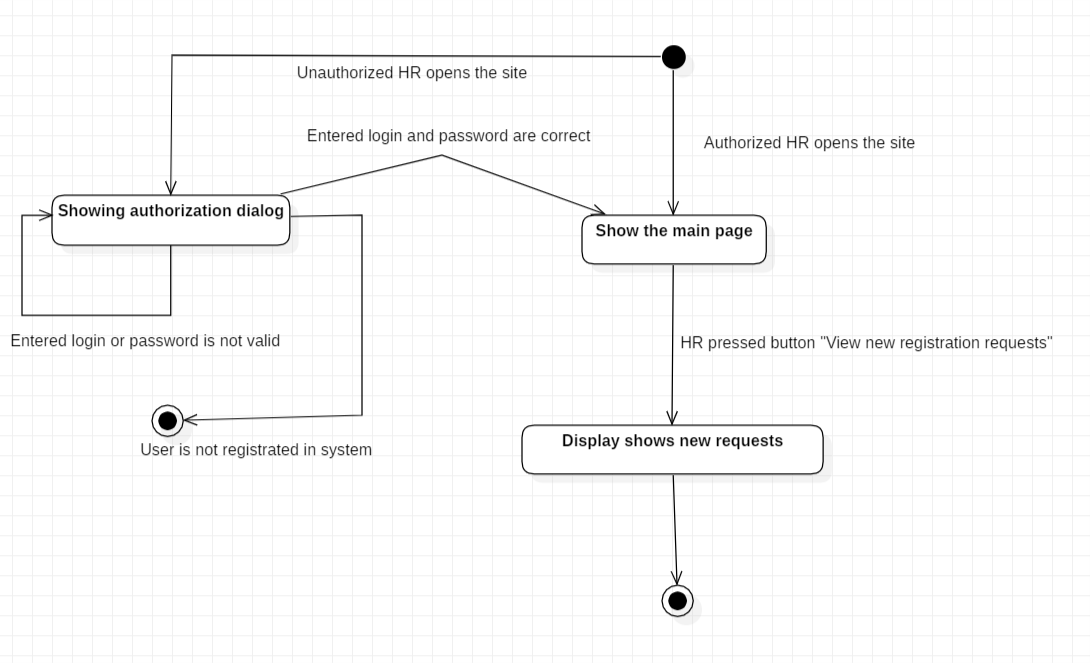 Unauthorized HR opens the site
Entered login and password are correct
Authorized HR opens the site
Showing authorization dialog
Show the main page
Entered login or password is not valid
HR pressed button "View new registration requests"
Display shows new requests
User is not registrated in system